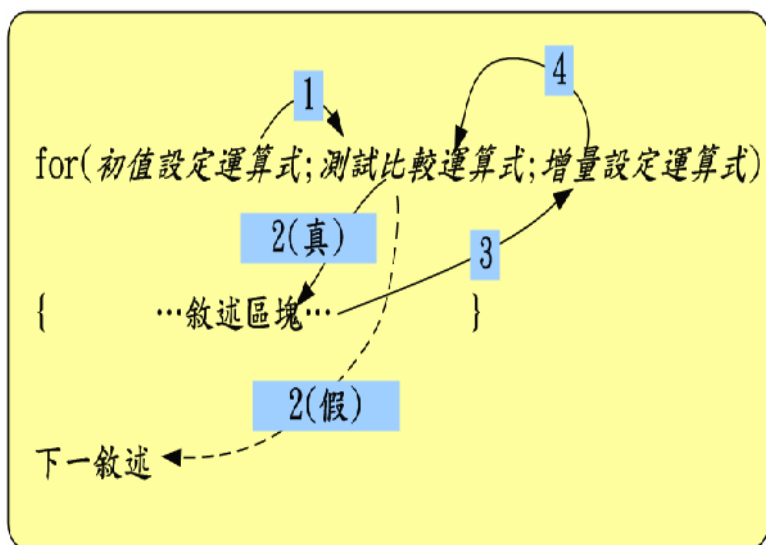 1
4
for(初值設定運算式;測試比較運算式;增量設定運算式)
2(真)
3
{ …敘述區塊… }
2(假)
下一敘述